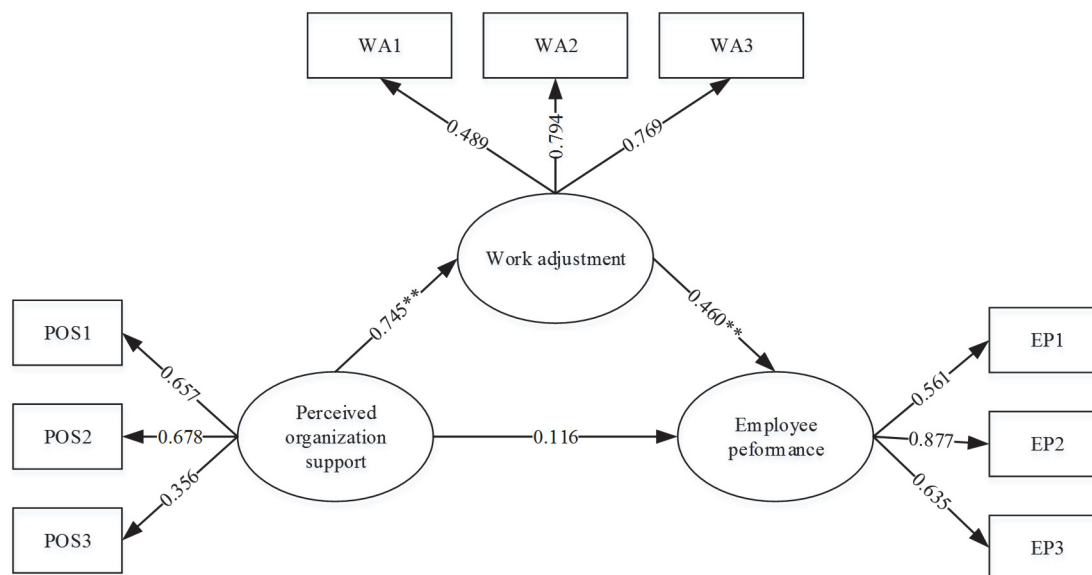 WA1
WA2
WA3
0.489
0.794
0.769
Work adjustment
0.745**
0.460**
POS1
POS2
POS3
0.657
0.678
0.356
Perceived
organization
support
0.116
Employee
peformance
0.561
0.877
0.635
EP1
EP2
EP3